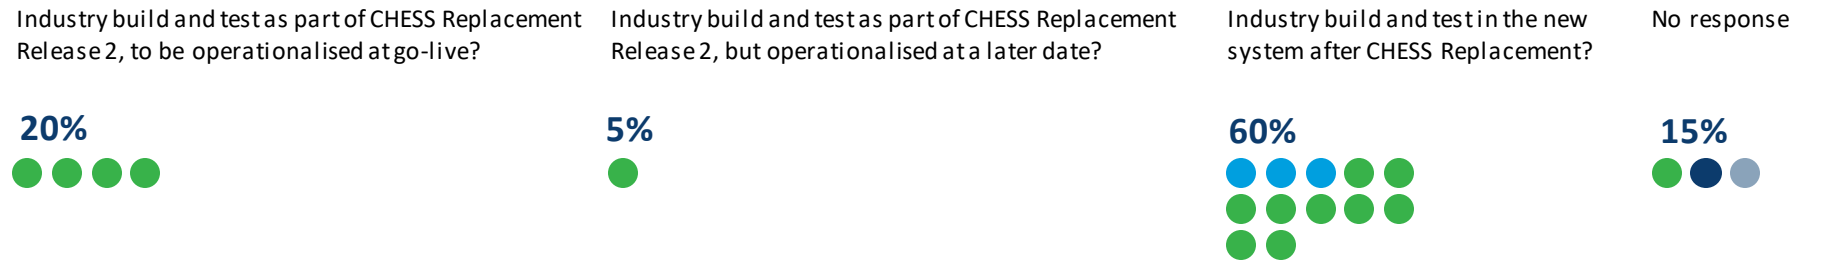 Industry build and test as part of CHESS Replacement
Release 2, to be operationalised at go-live?
20%
Industry build and test as part of CHESS Replacement
Release 2, but operationalised at a later date?
5%
Industry build and test in the new
system after CHESS Replacement?
60%
No response
15%